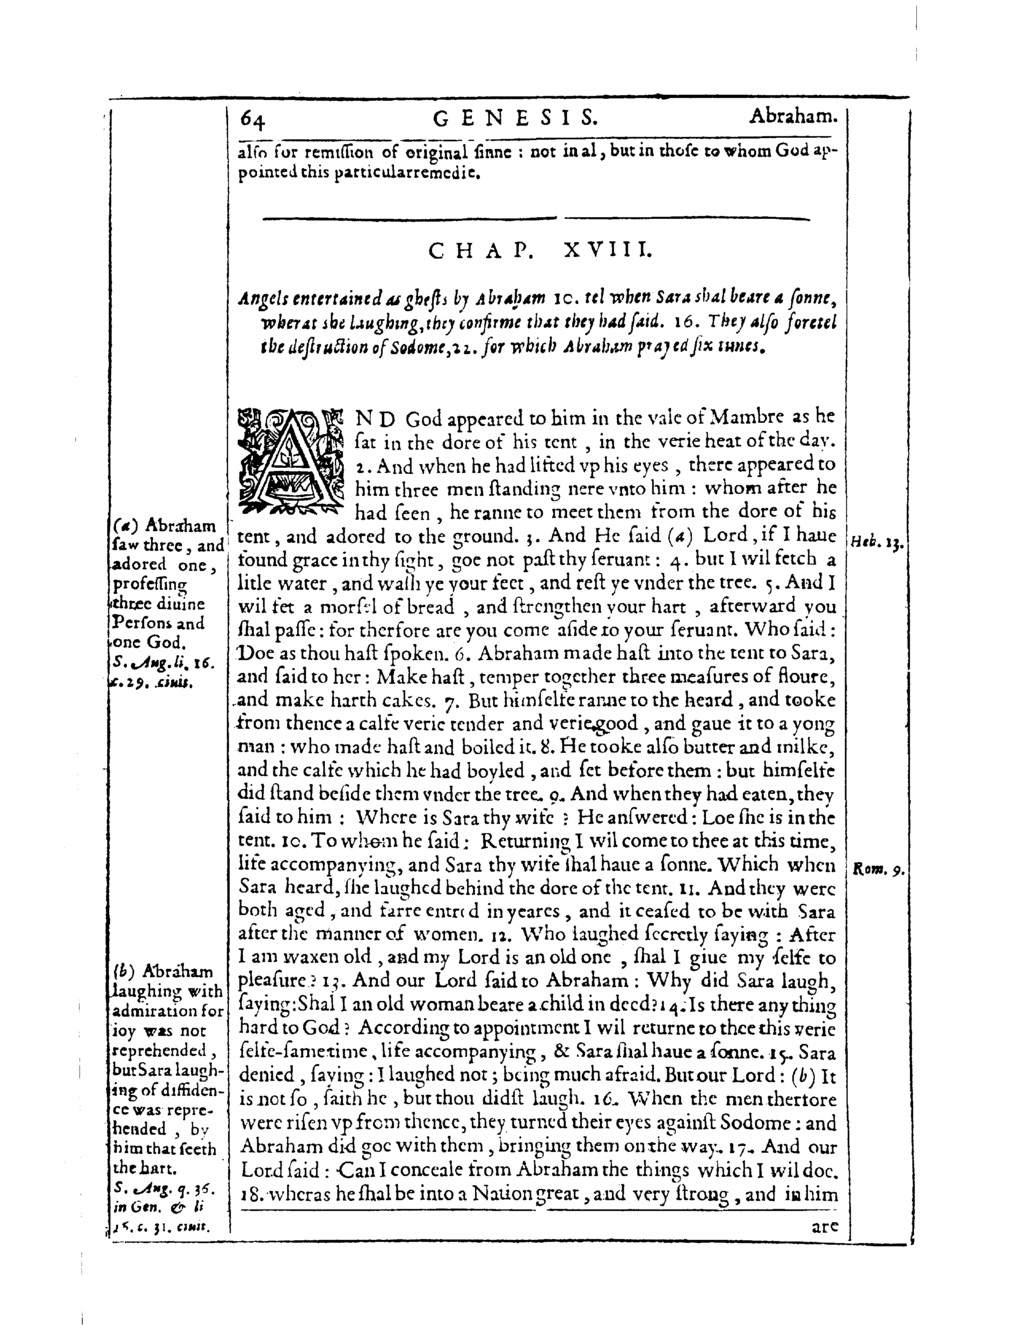 64 GENESIS. Abraham.
alſo for remiſſion of original ſinne : not in al, but in thoſe to whom God ap-
pointed this particular remedie.
CHAP. XVIII.
Angels entertained as gheſts by Abraham 10. tel when Sara shal beare a ſonne,
wherat she laughing, they confirme that they had ſaid. 16. They alſo foretel
the deſtruction of Sodome, 22. for which Abraham prayed ſix times.
AND God appeared to him in the vale of Mambre as he
ſat in the dore of his tent , in the verie heat of the day.
2. And when he had lifted vp his eyes , there appeared to
him three men ſtanding nere vnto him : whom after he
had ſeen , he ranne to meet them from the dore of his
tent , and adored to the ground. 3. And He ſaid (a) Lord , if I haue
found grace in thy ſight , goe not paſt thy ſeruant : 4. but I wil fetch a
litle water , and waſh ye your feet , and reſt ye vnder the tree. 5. And I
wil ſet a morſel of bread , and ſtrengthen your hart , afterward you
ſhal paſſe : for therfore are you come aſide to your ſeruant. Who ſaid :
Doe as thou haſt ſpoken. 6. Abraham made haſt into the tent to Sara,
and ſaid to her : Make haſt , temper together three meaſures of floure,
and make harth cakes. 7. But himſelfe ranne to the heard , and tooke
from thence a calfe verie tender and verie good , and gaue it to a yong
man : who made haſt and boiled it. 8. He tooke alſo butter and milke,
and the calfe which he had boyled , and ſet before them : but himſelfe
did ſtand beſide them vnder the tree. 9. And when they had eaten, they
ſaid to him : Where is Sara thy wife ? He anſwered : Loe ſhe is in the
tent. 10. To whom he ſaid : Returning I wil come to thee at this time,
life accompanying, and Sara thy wife ſhal haue a ſonne. Which when
Sara heard, ſhe laughed behind the dore of the tent. 11. And they were
both aged , and farre entred in yeares , and it ceaſed to be with Sara
after the manner of women. 12. Who laughed ſecretly ſaying : After
I am waxen old , and my Lord is an old one , ſhal I giue my ſelfe to
pleaſure ? 13. And our Lord ſaid to Abraham : Why did Sara laugh,
ſaying : Shal I an old woman beare a child in deed? 14. Is there any thing
hard to God ? According to appointment I wil returne to thee this verie
ſelfe-ſame time , life accompanying , & Sara ſhal haue a ſonne. 15. Sara
denied , ſaying : I laughed not ; being much afraid. But our Lord : (b) It
is not ſo , ſaith he , but thou didſt laugh. 16. When the men therfore
were riſen vp from thence, they turned their eyes againſt Sodome : and
Abraham did goe with them , bringing them on the way. 17. And our
Lord ſaid : Can I conceale from Abraham the things which I wil doe.
18. wheras he ſhal be into a Nation great , and very ſtrong , and in him
are
(a) Abraham
ſaw three , and
adored one ,
profeſſing
three diuine
Perſons and
one God.
S. Aug. li. 16.
c. 29. ciuit.
(b) Abraham
laughing with
admiration for
ioy was not
reprehended ,
but Sara laugh-
ing of diffiden-
ce was repre-
hended , by
him that ſeeth
the hart.
S. Aug. q. 36.
in Gen. & li
15. c. 31. ciuit.
Heb. 13.
Rom. 9.